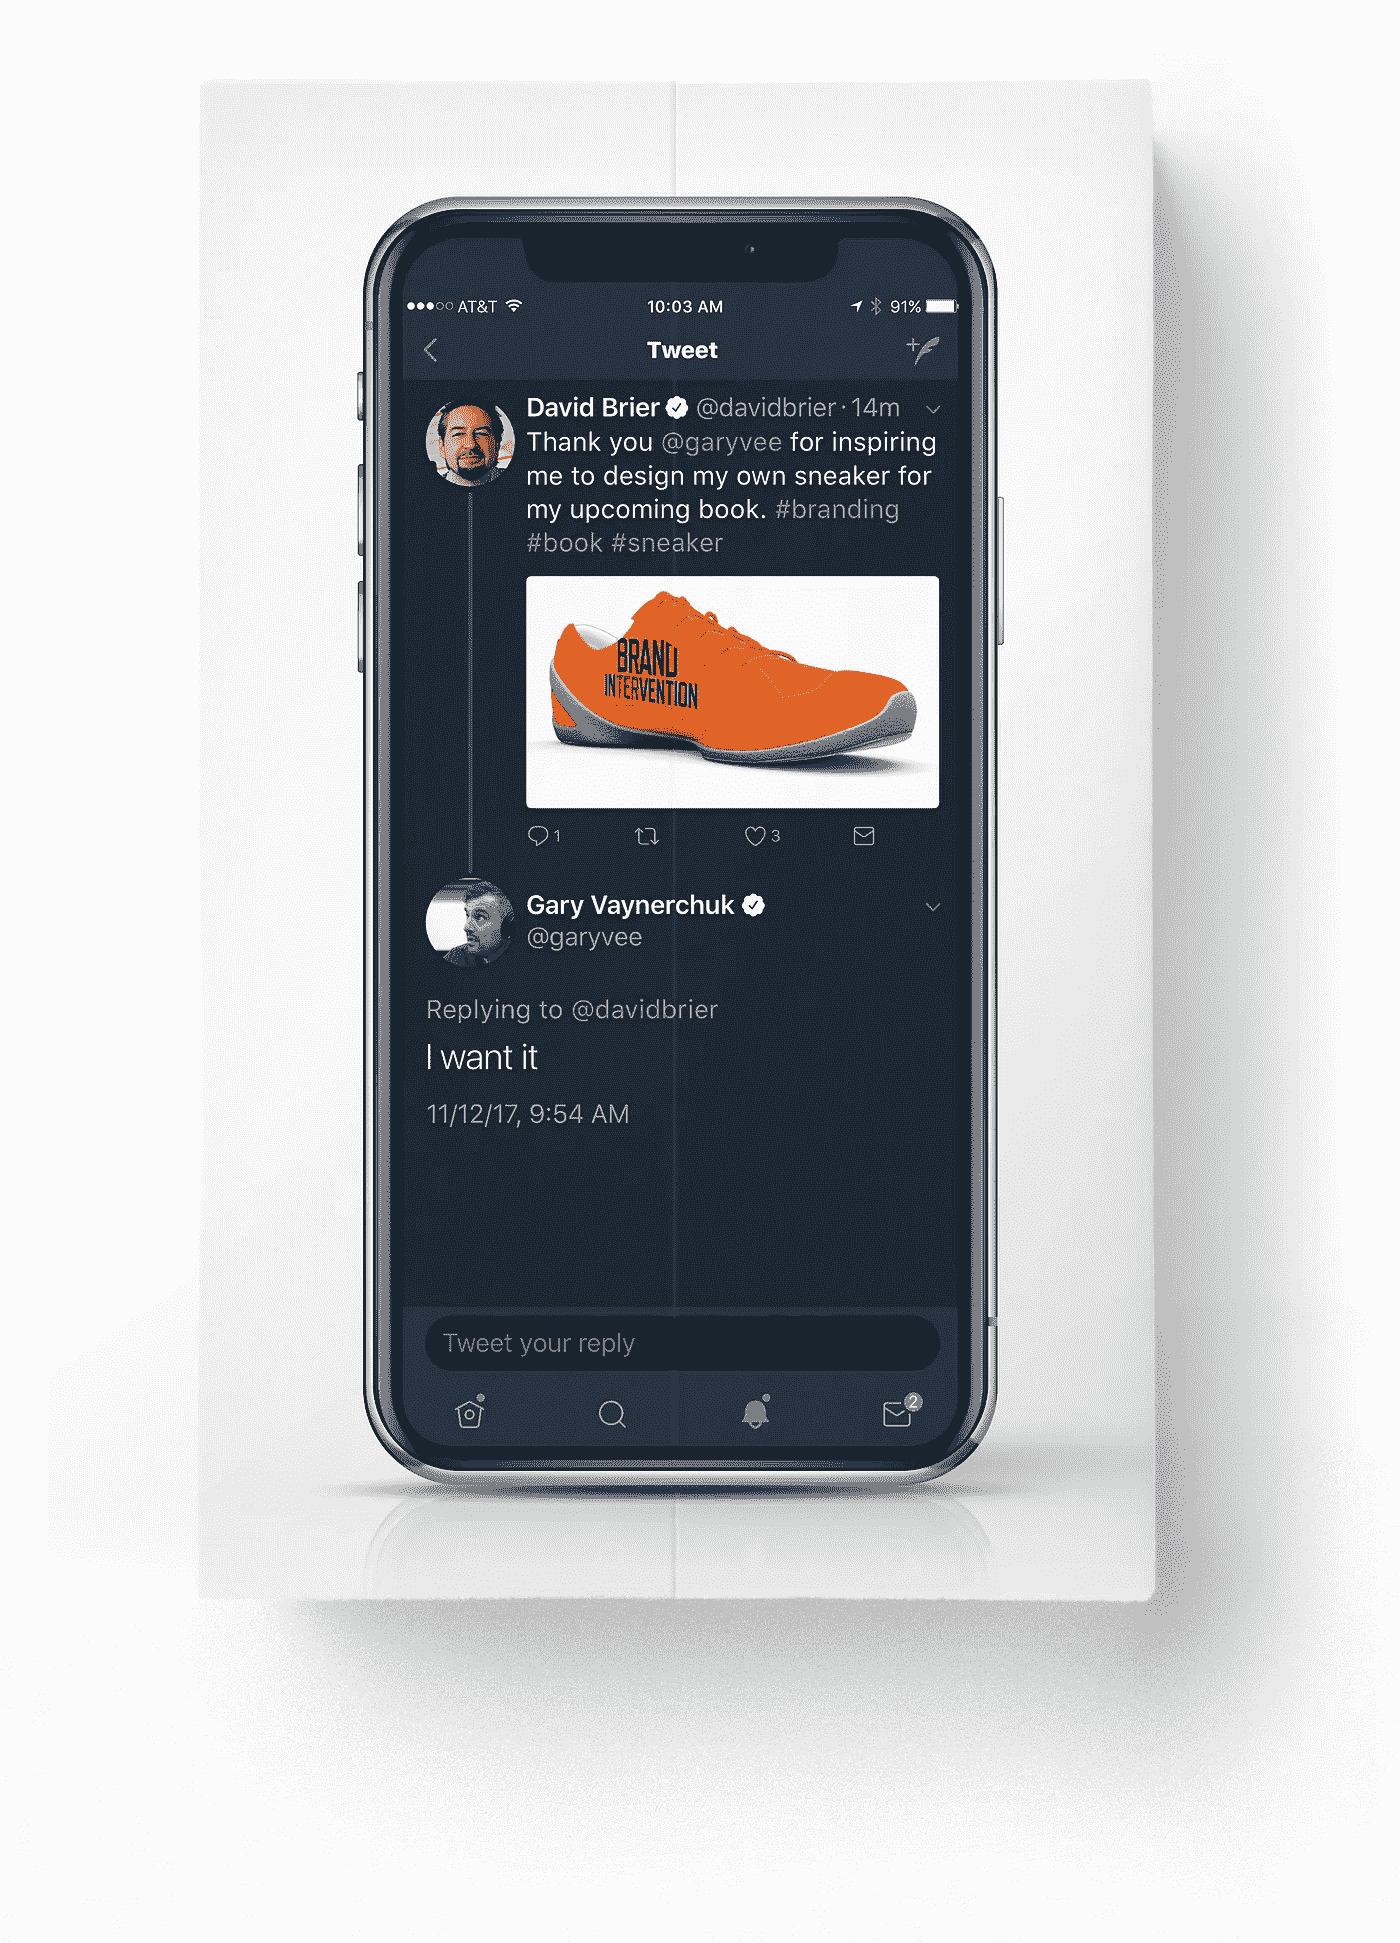 AT&T 10:03 AM 91%
Tweet
David Brier @davidbrier · 14m
Thank you @garyvee for inspiring
me to design my own sneaker for
my upcoming book. #branding
#book #sneaker
BRAND
INTERVENTION
1 3
Gary Vaynerchuk
@garyvee
Replying to @davidbrier
I want it
11/12/17, 9:54 AM
Tweet your reply
2